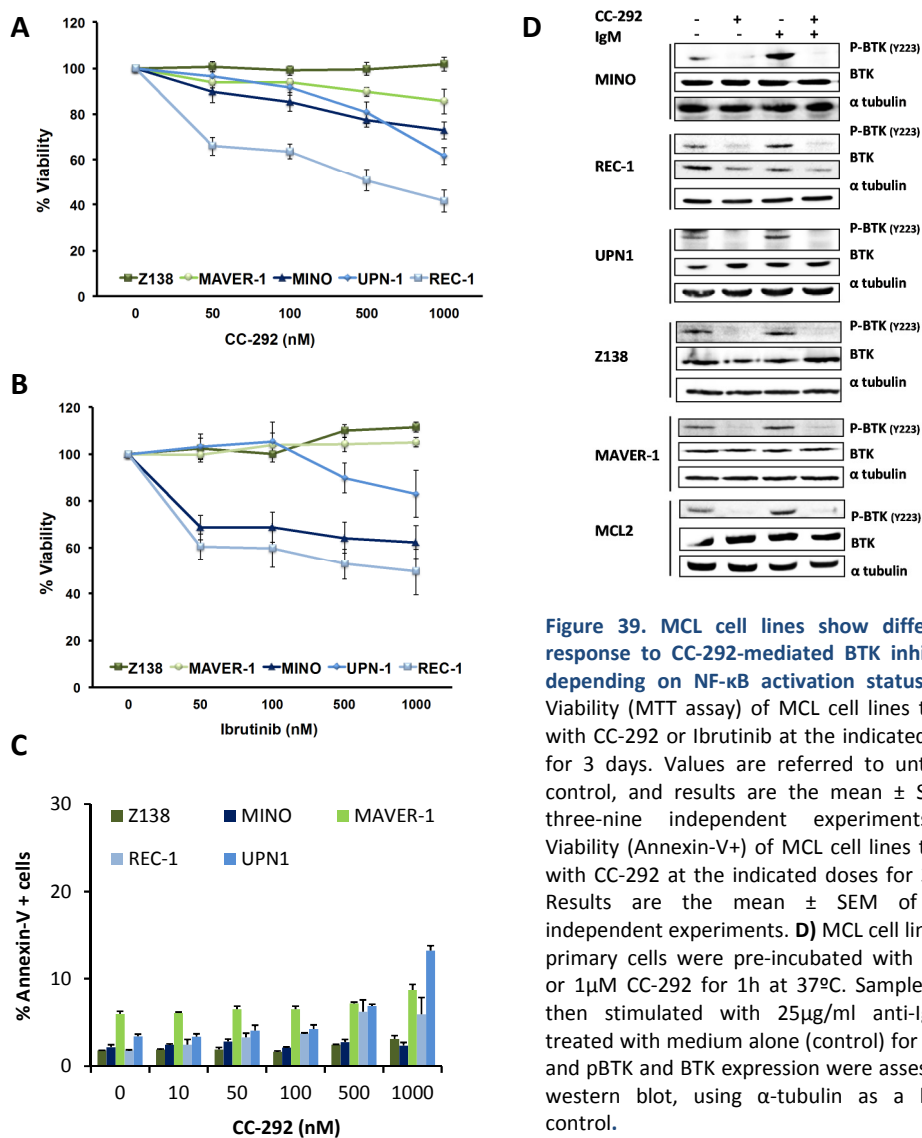 A
120
100
80
60
40
20
0
% Viability
Z138 MAVER-1 MINO UPN-1 REC-1
0 50 100 500 1000
CC-292 (nM)
B
120
100
80
60
40
20
0
% Viability
Z138 MAVER-1 MINO UPN-1 REC-1
0 50 100 500 1000
Ibrutinib (nM)
C
30
20
10
0
% Annexin-V + cells
Z138 MINO MAVER-1
REC-1 UPN1
0 10 50 100 500 1000
CC-292 (nM)
D
CC-292 - + - +
IgM - - + +
MINO
P-BTK (Y223)
BTK
α tubulin
REC-1
P-BTK (Y223)
BTK
α tubulin
UPN1
P-BTK (Y223)
BTK
α tubulin
Z138
P-BTK (Y223)
BTK
α tubulin
MAVER-1
P-BTK (Y223)
BTK
α tubulin
MCL2
P-BTK (Y223)
BTK
α tubulin
Figure 39. MCL cell lines show diffe
response to CC-292-mediated BTK inhi
depending on NF-κB activation status
Viability (MTT assay) of MCL cell lines t
with CC-292 or Ibrutinib at the indicated
for 3 days. Values are referred to unt
control, and results are the mean ± S
three-nine independent experiments
Viability (Annexin-V+) of MCL cell lines t
with CC-292 at the indicated doses for
Results are the mean ± SEM of
independent experiments. D) MCL cell lin
primary cells were pre-incubated with
or 1µM CC-292 for 1h at 37ºC. Sample
then stimulated with 25µg/ml anti-I
treated with medium alone (control) for
and pBTK and BTK expression were asses
western blot, using α-tubulin as a
control.